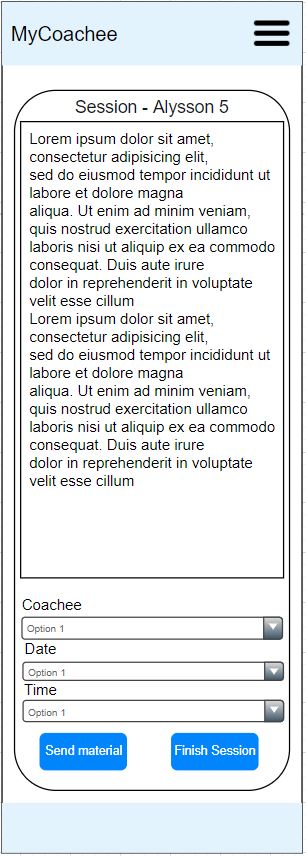 MyCoachee
Session - Alysson 5
Lorem ipsum dolor sit amet,
consectetur adipisicing elit,
sed do eiusmod tempor incididunt ut
labore et dolore magna
aliqua. Ut enim ad minim veniam,
quis nostrud exercitation ullamco
laboris nisi ut aliquip ex ea commodo
consequat. Duis aute irure
dolor in reprehenderit in voluptate
velit esse cillum
Lorem ipsum dolor sit amet,
consectetur adipisicing elit,
sed do eiusmod tempor incididunt ut
labore et dolore magna
aliqua. Ut enim ad minim veniam,
quis nostrud exercitation ullamco
laboris nisi ut aliquip ex ea commodo
consequat. Duis aute irure
dolor in reprehenderit in voluptate
velit esse cillum
Coachee
Option 1
Date
Option 1
Time
Option 1
Send material
Finish Session